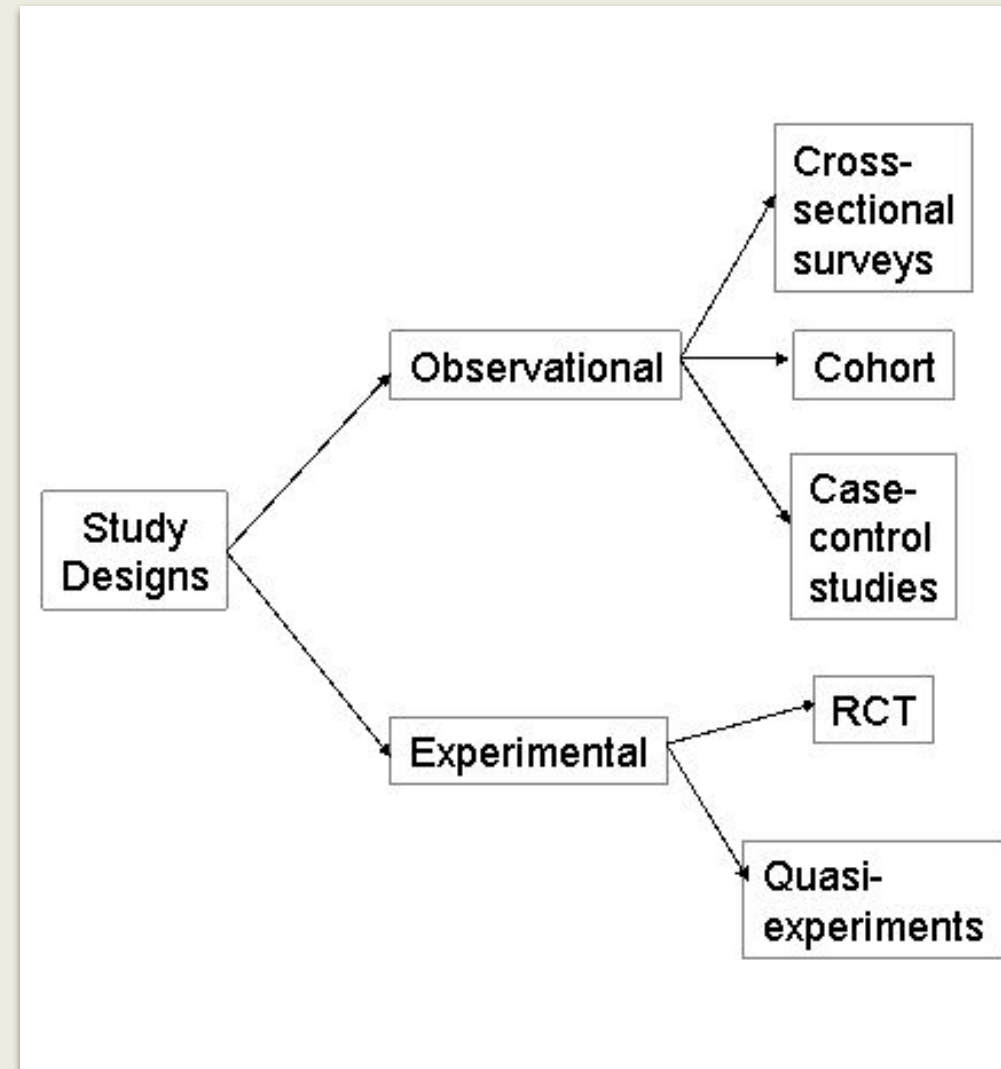 Study
Designs
Observational
Cross-
sectional
surveys
Cohort
Case-
control
studies
Experimental
RCT
Quasi-
experiments